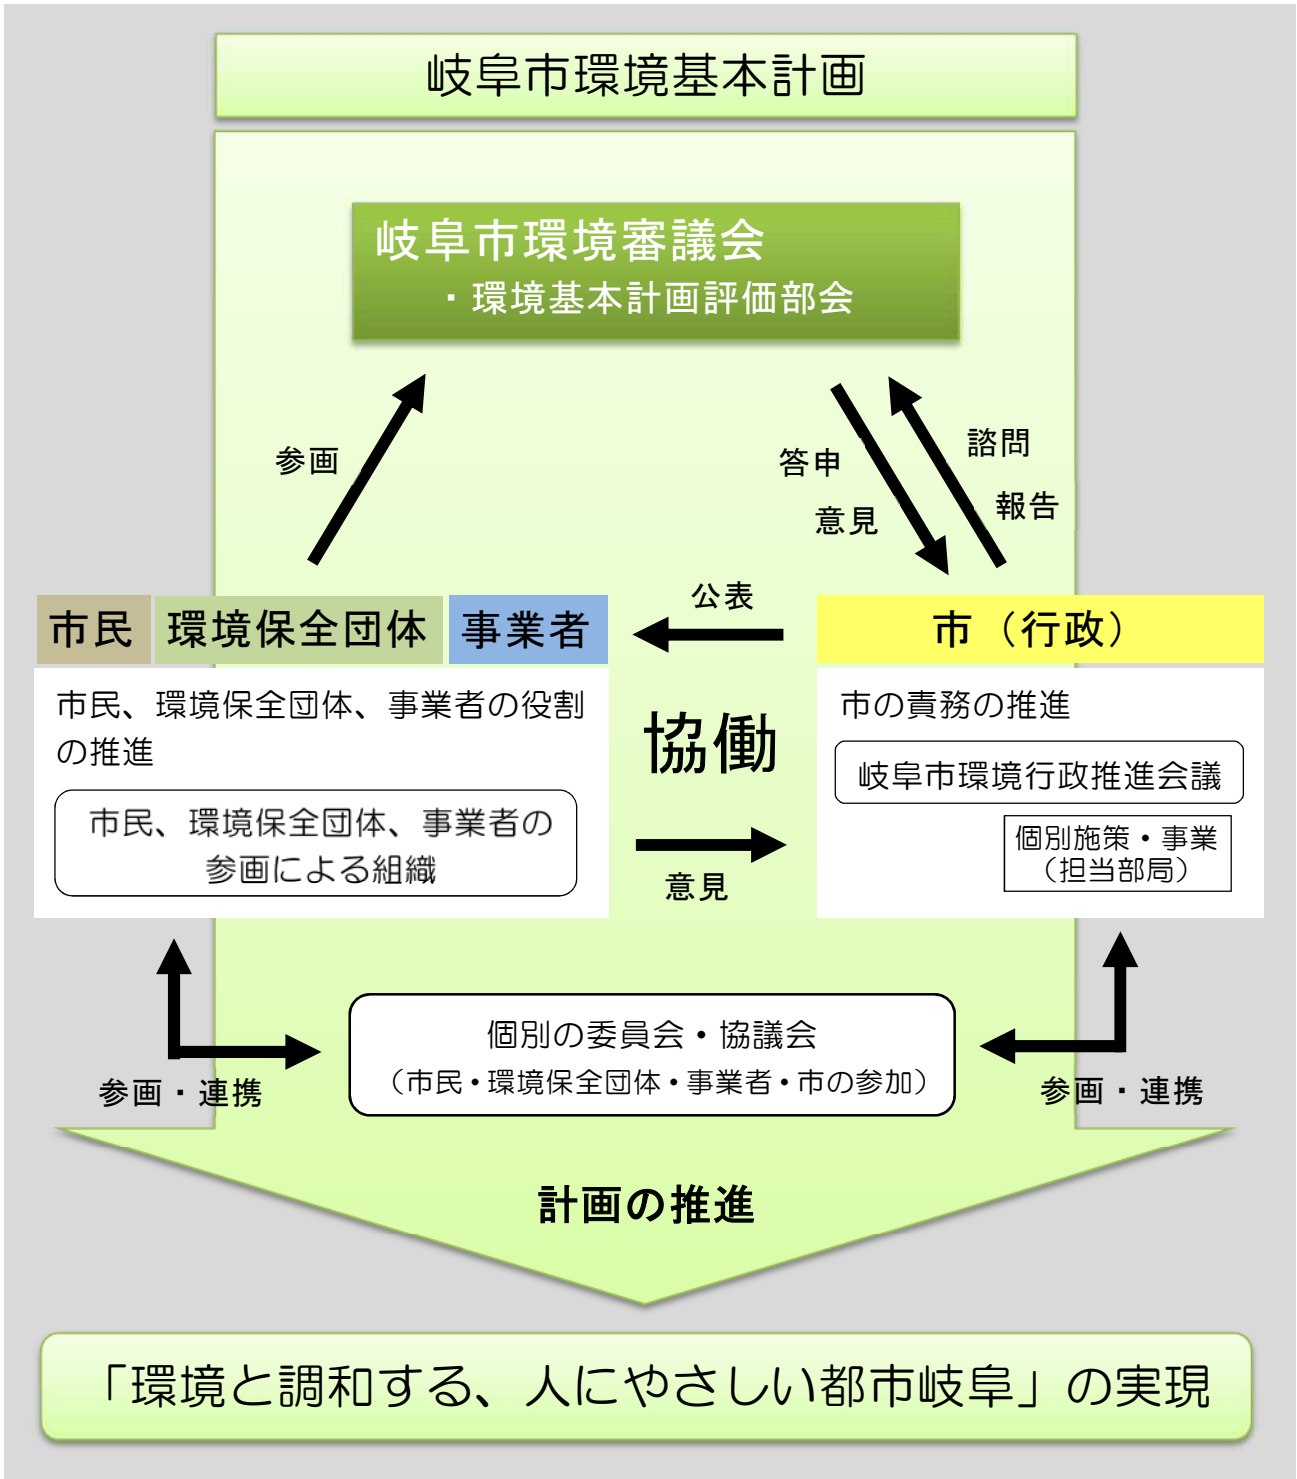 岐阜市環境基本計画
岐阜市環境審議会
・環境基本計画評価部会
参画
答申
意見
諮問
報告
市民
環境保全団体
事業者
公表
市（行政）
市民、環境保全団体、事業者の役割
の推進
市民、環境保全団体、事業者の
参画による組織
協働
意見
市の責務の推進
岐阜市環境行政推進会議
個別施策・事業
（担当部局）
個別の委員会・協議会
（市民・環境保全団体・事業者・市の参加）
参画・連携
参画・連携
計画の推進
「環境と調和する、人にやさしい都市岐阜」の実現